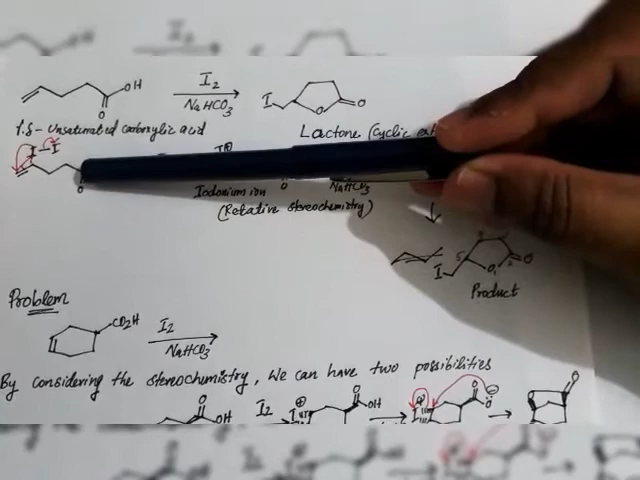 I₂
OH
O
NaHCO₃
I
O
O
γ,δ-Unsaturated carboxylic acid
Lactone (Cyclic
I-I
I⊕
O
Iodonium ion
O
NaHCO₃
(Relative stereochemistry)
5
I
O
1
2
O
Product
Problem
CO2H
I2
NaHCO3
By considering the stereochemistry, we can have two possibilities
O
OH
I2
⊕
I
O
OH
⊕
I
O
O
⊖
O